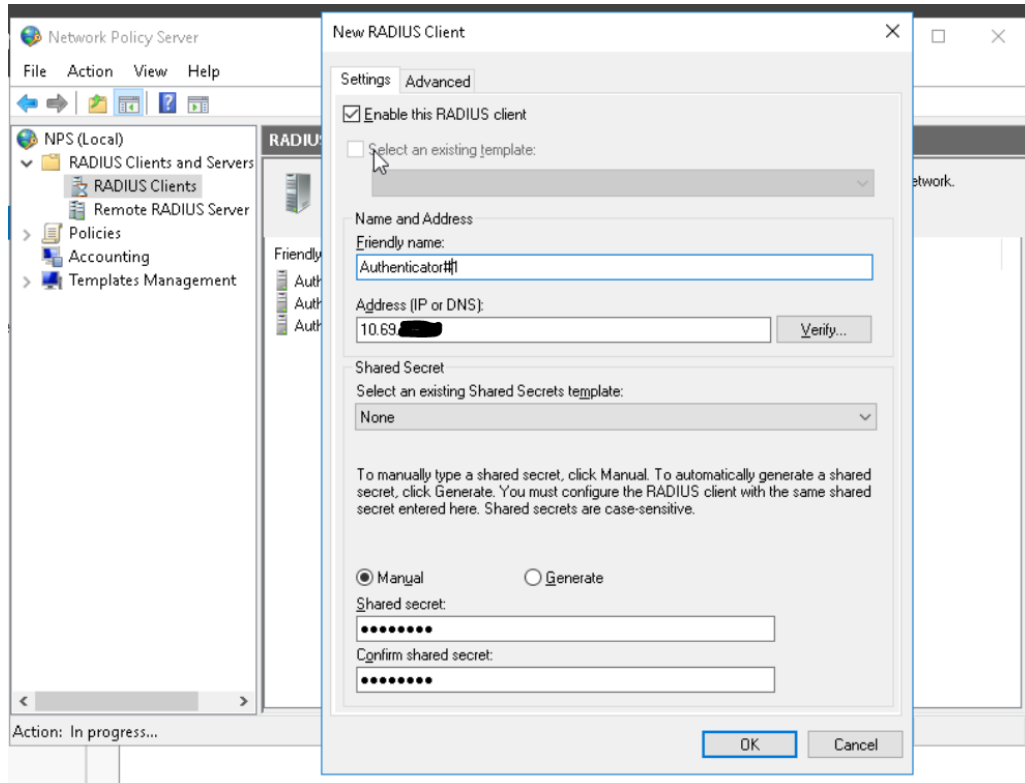 Network Policy Server
File Action View Help
NPS (Local)
RADIUS Clients and Servers
RADIUS Clients
Remote RADIUS Server
Policies
Accounting
Templates Management
Action: In progress...
RADIU
etwork.
Friendly
Auth
Auth
Auth
New RADIUS Client
Settings Advanced
Enable this RADIUS client
Select an existing template:
Name and Address
Friendly name:
Authenticator#1
Address (IP or DNS):
10.69.
Verify...
Shared Secret
Select an existing Shared Secrets template:
None
To manually type a shared secret, click Manual. To automatically generate a shared
secret, click Generate. You must configure the RADIUS client with the same shared
secret entered here. Shared secrets are case-sensitive.
Manual Generate
Shared secret:
●●●●●●●●
Confirm shared secret:
●●●●●●●●
OK Cancel